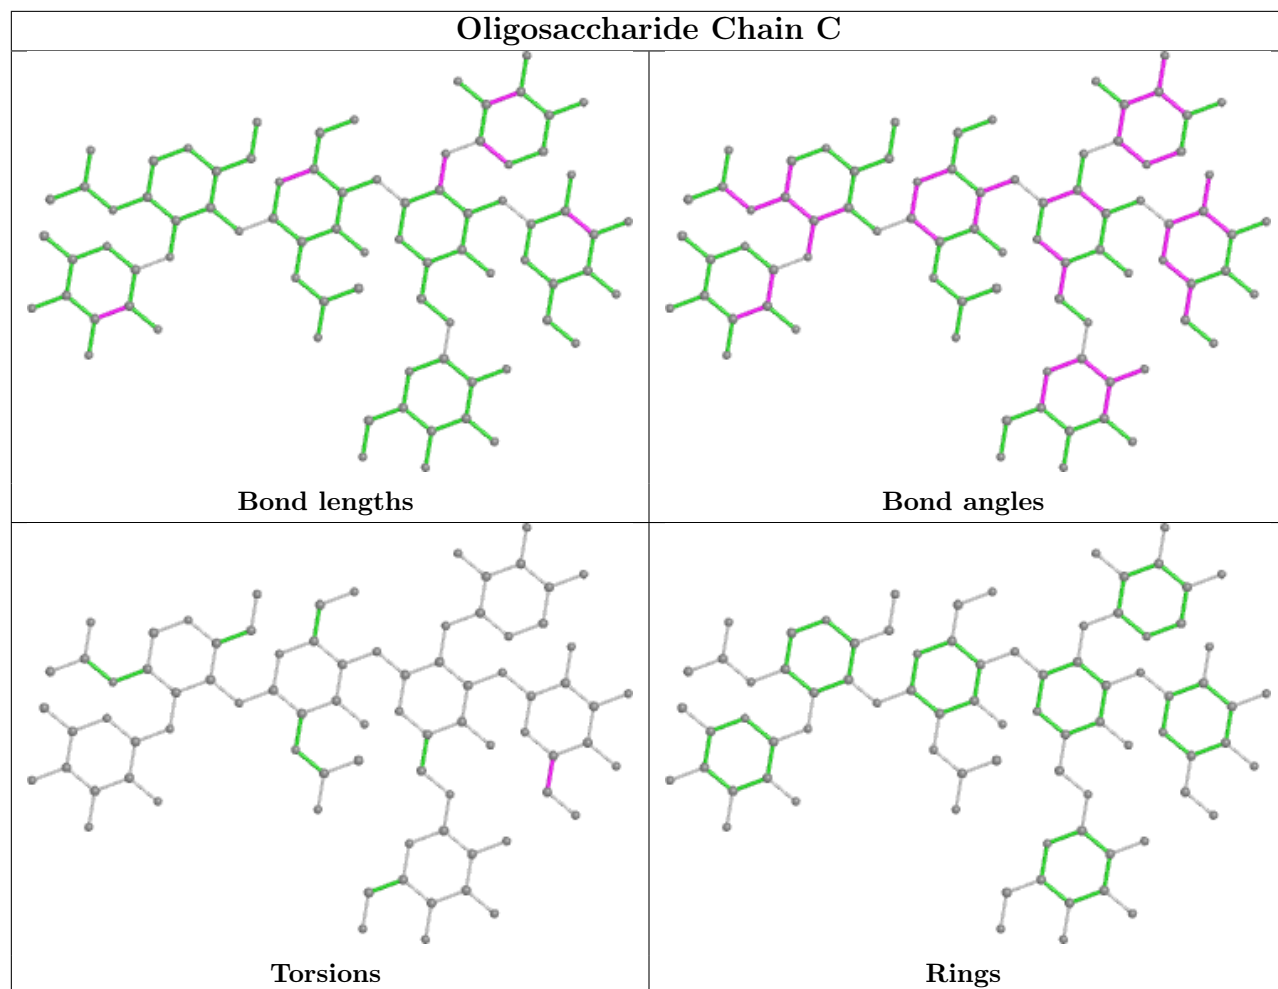 Oligosaccharide Chain C
Bond lengths
Bond angles
Torsions
Rings